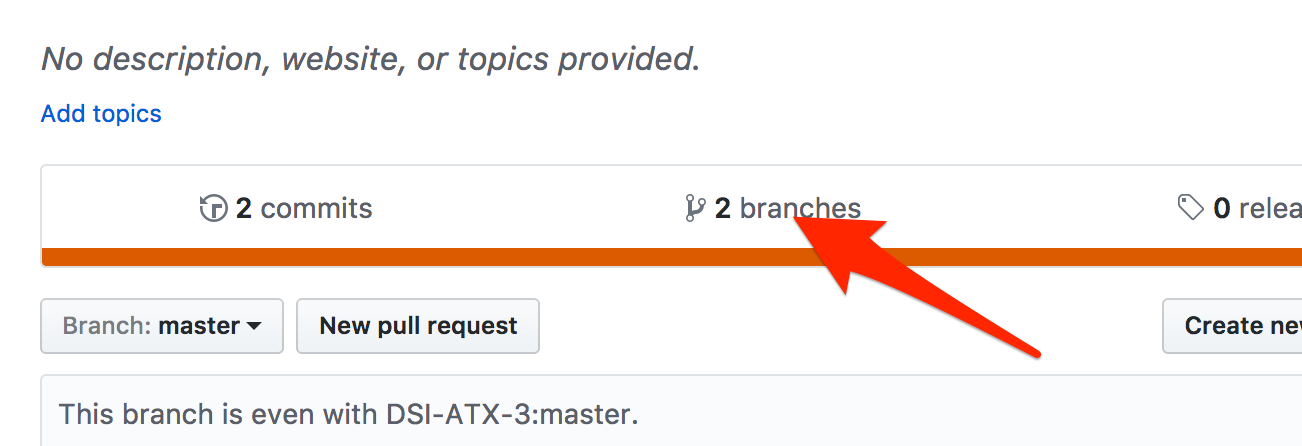 No description, website, or topics provided.
Add topics
2 commits
2 branches
0 relea
Branch: master
New pull request
Create nev
This branch is even with DSI-ATX-3:master.